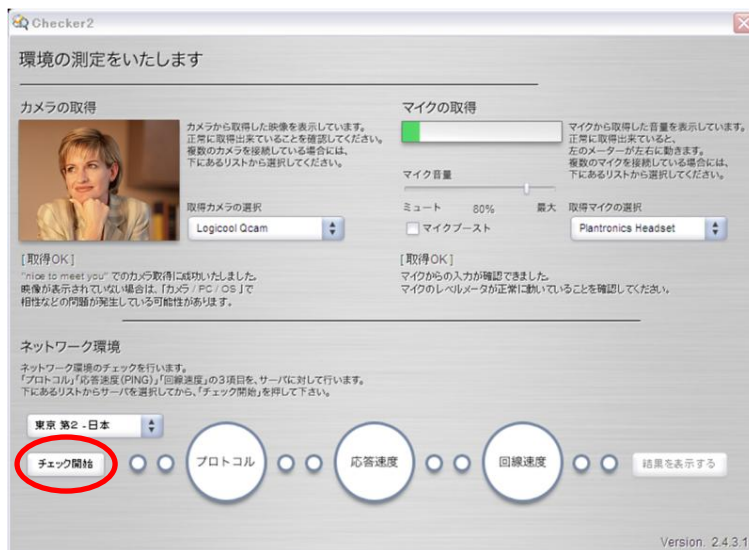 Checker2
環境の測定をいたします
カメラの取得
カメラから取得した映像を表示しています。
正常に取得出来ていることを確認してください。
複数のカメラを接続している場合には、
下にあるリストから選択してください。
取得カメラの選択
Logicool Qcam
[取得OK]
"nice to meet you" でのカメラ取得に成功いたしました。
映像が表示されていない場合は、「カメラ / PC / OS 」で
相性などの問題が発生している可能性があります。
マイクの取得
マイクから取得した音量を表示しています。
正常に取得出来ていると、
左のメーターが左右に動きます。
複数のマイクを接続している場合には、
下にあるリストから選択してください。
マイク音量
ミュート 80% 最大
マイクブースト
取得マイクの選択
Plantronics Headset
[取得OK]
マイクからの入力が確認できました。
マイクのレベルメータが正常に動いていることを確認してください。
ネットワーク環境
ネットワーク環境のチェックを行います。
「プロトコル」「応答速度(PING)」「回線速度」の3項目を、サーバに対して行います。
下にあるリストからサーバを選択してから、「チェック開始」を押して下さい。
東京 第2 - 日本
チェック開始
プロトコル
応答速度
回線速度
結果を表示する
Version. 2.4.3.1